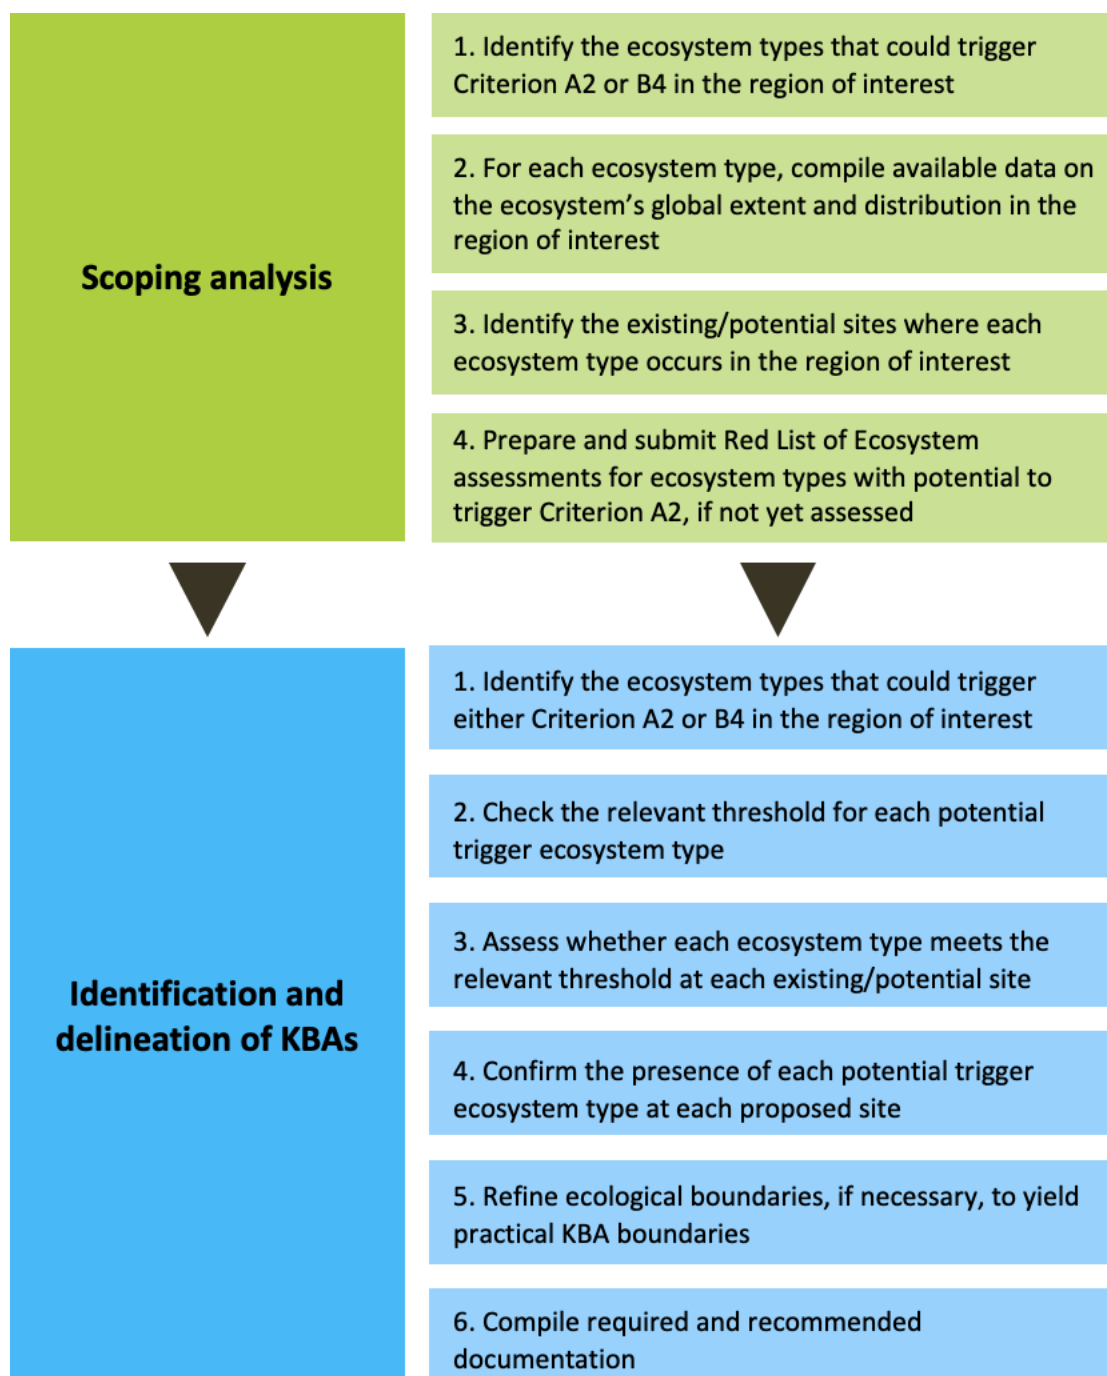 Scoping analysis
1. Identify the ecosystem types that could trigger
Criterion A2 or B4 in the region of interest
2. For each ecosystem type, compile available data on
the ecosystem’s global extent and distribution in the
region of interest
3. Identify the existing/potential sites where each
ecosystem type occurs in the region of interest
4. Prepare and submit Red List of Ecosystem
assessments for ecosystem types with potential to
trigger Criterion A2, if not yet assessed
Identification and
delineation of KBAs
1. Identify the ecosystem types that could trigger
either Criterion A2 or B4 in the region of interest
2. Check the relevant threshold for each potential
trigger ecosystem type
3. Assess whether each ecosystem type meets the
relevant threshold at each existing/potential site
4. Confirm the presence of each potential trigger
ecosystem type at each proposed site
5. Refine ecological boundaries, if necessary, to yield
practical KBA boundaries
6. Compile required and recommended
documentation